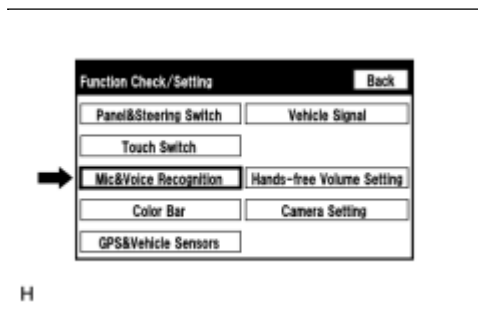 Function Check/Setting Back
Panel&Steering Switch Vehicle Signal
Touch Switch
Mic&Voice Recognition Hands-free Volume Setting
Color Bar Camera Setting
GPS&Vehicle Sensors
H